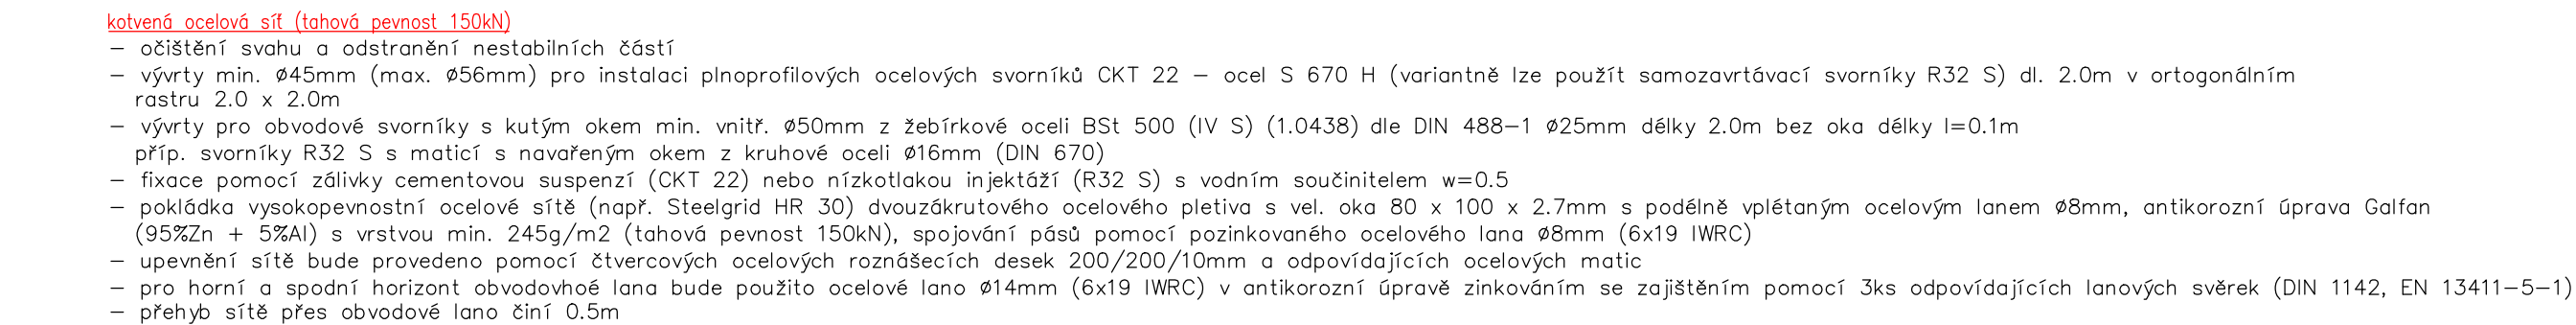 kotvená ocelová síť (tahová pevnost 150kN)
– očištění svahu a odstranění nestabilních částí
– vývrty min. Ø45mm (max. Ø56mm) pro instalaci plnoprofilových ocelových svorníků CKT 22 – ocel S 670 H (variantně lze použít samozavrtávací svorníky R32 S) dl. 2.0m v ortogonálním
rastru 2.0 x 2.0m
– vývrty pro obvodové svorníky s kutým okem min. vnitř. Ø50mm z žebírkové oceli BSt 500 (IV S) (1.0438) dle DIN 488–1 Ø25mm délky 2.0m bez oka délky l=0.1m
příp. svorníky R32 S s maticí s navařeným okem z kruhové oceli Ø16mm (DIN 670)
– fixace pomocí zálivky cementovou suspenzí (CKT 22) nebo nízkotlakou injektáží (R32 S) s vodním součinitelem w=0.5
– pokládka vysokopevnostní ocelové sítě (např. Steelgrid HR 30) dvouzákrutového ocelového pletiva s vel. oka 80 x 100 x 2.7mm s podélně vplétaným ocelovým lanem Ø8mm, antikorozní úprava Galfan
(95%Zn + 5%Al) s vrstvou min. 245g/m2 (tahová pevnost 150kN), spojování pásů pomocí pozinkovaného ocelového lana Ø8mm (6x19 IWRC)
– upevnění sítě bude provedeno pomocí čtvercových ocelových roznášecích desek 200/200/10mm a odpovídajících ocelových matic
– pro horní a spodní horizont obvodovhoé lana bude použito ocelové lano Ø14mm (6x19 IWRC) v antikorozní úpravě zinkováním se zajištěním pomocí 3ks odpovídajících lanových svěrek (DIN 1142, EN 13411–5–1)
– přehyb sítě přes obvodové lano činí 0.5m